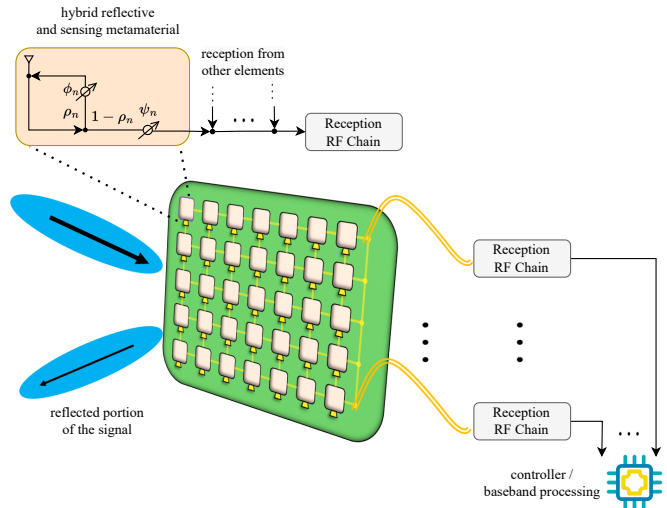 hybrid reflective
and sensing metamaterial
reception from
other elements
ϕₙ
ρₙ
1 − ρₙ
ψₙ
Reception
RF Chain
Reception
RF Chain
reflected portion
of the signal
Reception
RF Chain
controller /
baseband processing